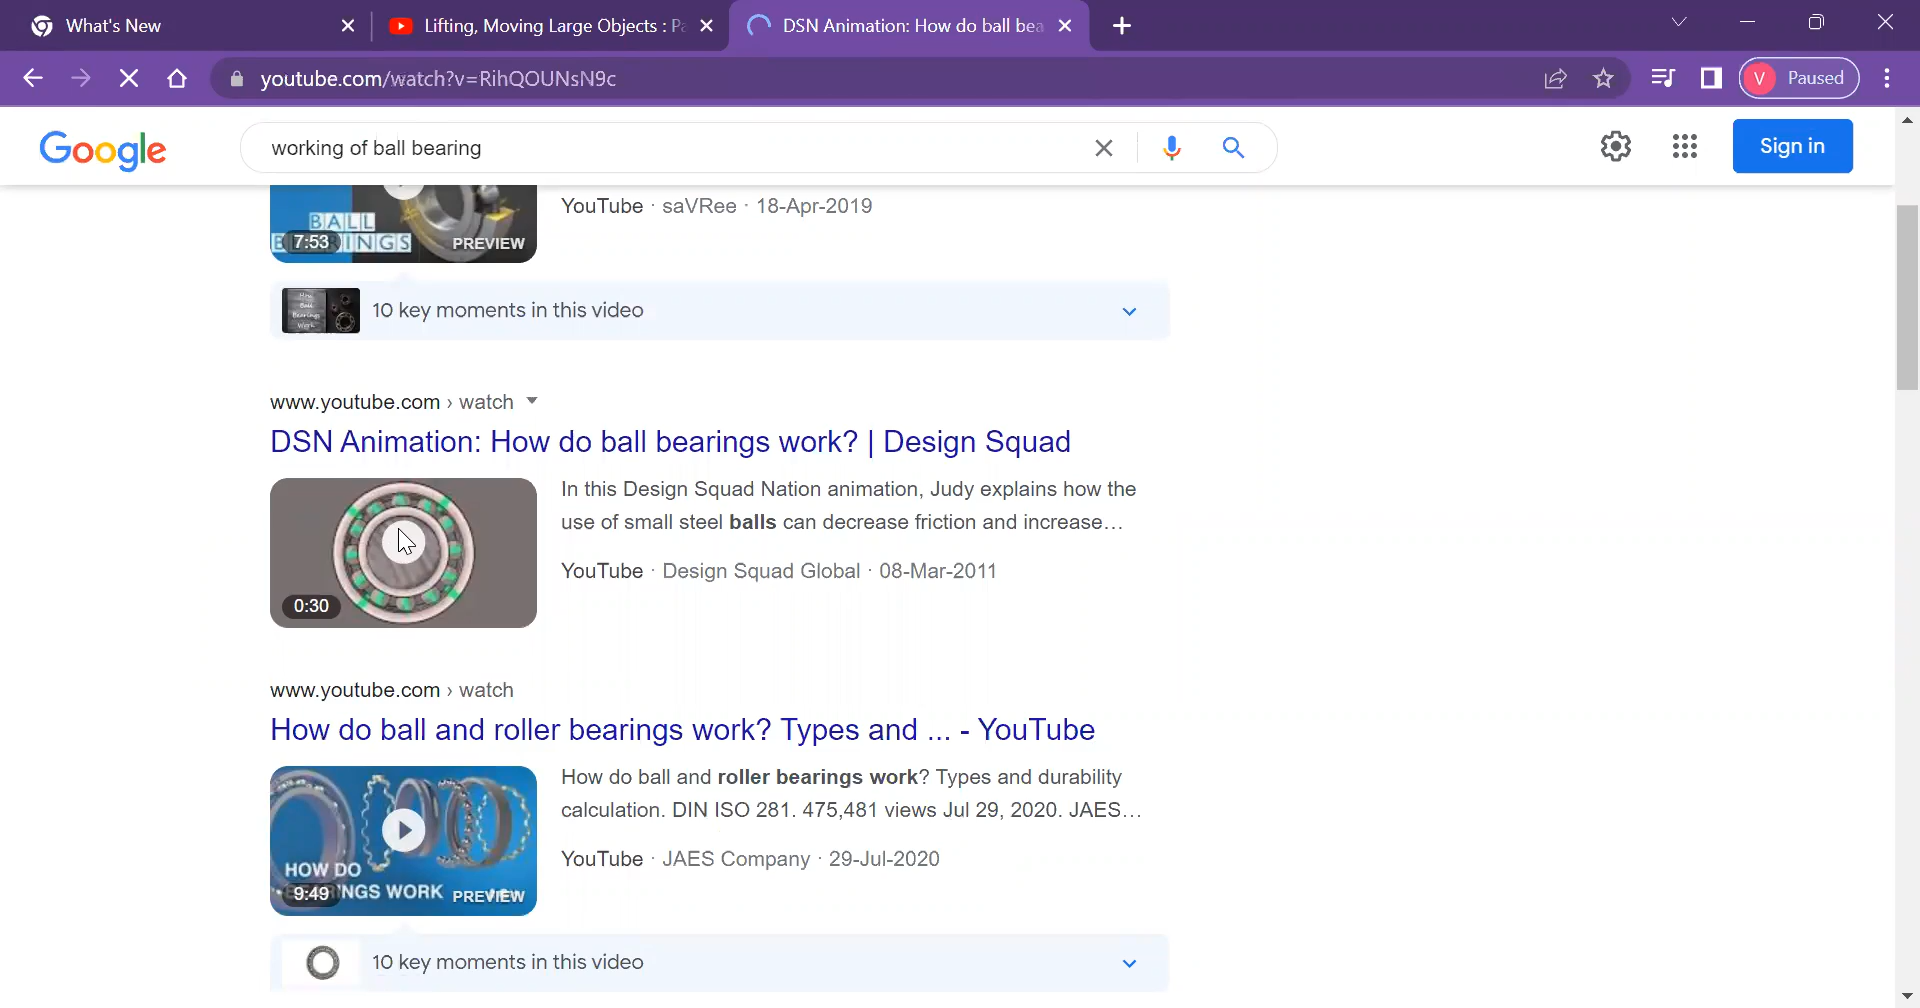 What's New
Lifting, Moving Large Objects : Pa
DSN Animation: How do ball bea
youtube.com/watch?v=RihQOUNsN9c
V Paused
Google
working of ball bearing
Sign in
BALL
BEARINGS
7:53
PREVIEW
YouTube · saVRee · 18-Apr-2019
How Ball Bearings Work
10 key moments in this video
www.youtube.com › watch
DSN Animation: How do ball bearings work? | Design Squad
0:30
In this Design Squad Nation animation, Judy explains how the
use of small steel balls can decrease friction and increase...
YouTube · Design Squad Global · 08-Mar-2011
www.youtube.com › watch
How do ball and roller bearings work? Types and ... - YouTube
HOW DO
9:49
NGS WORK
PREVIEW
How do ball and roller bearings work? Types and durability
calculation. DIN ISO 281. 475,481 views Jul 29, 2020. JAES...
YouTube · JAES Company · 29-Jul-2020
10 key moments in this video